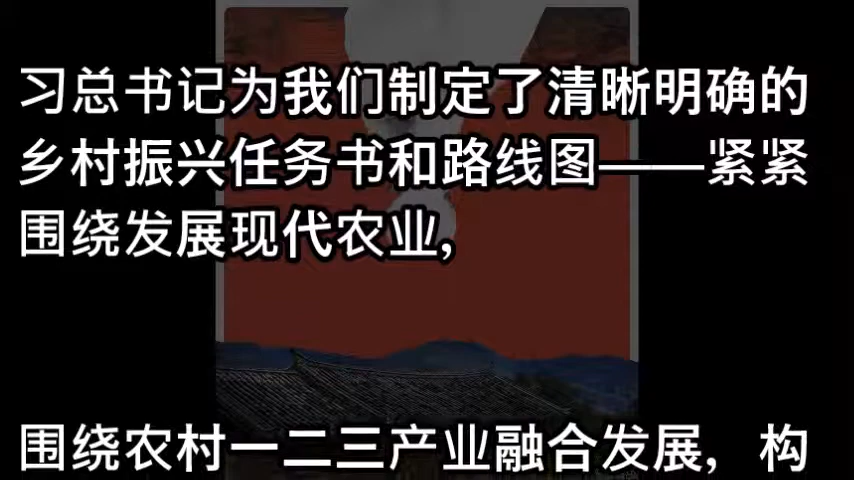 习总书记为我们制定了清晰明确的
乡村振兴任务书和路线图——紧紧
围绕发展现代农业,
围绕农村一二三产业融合发展,构